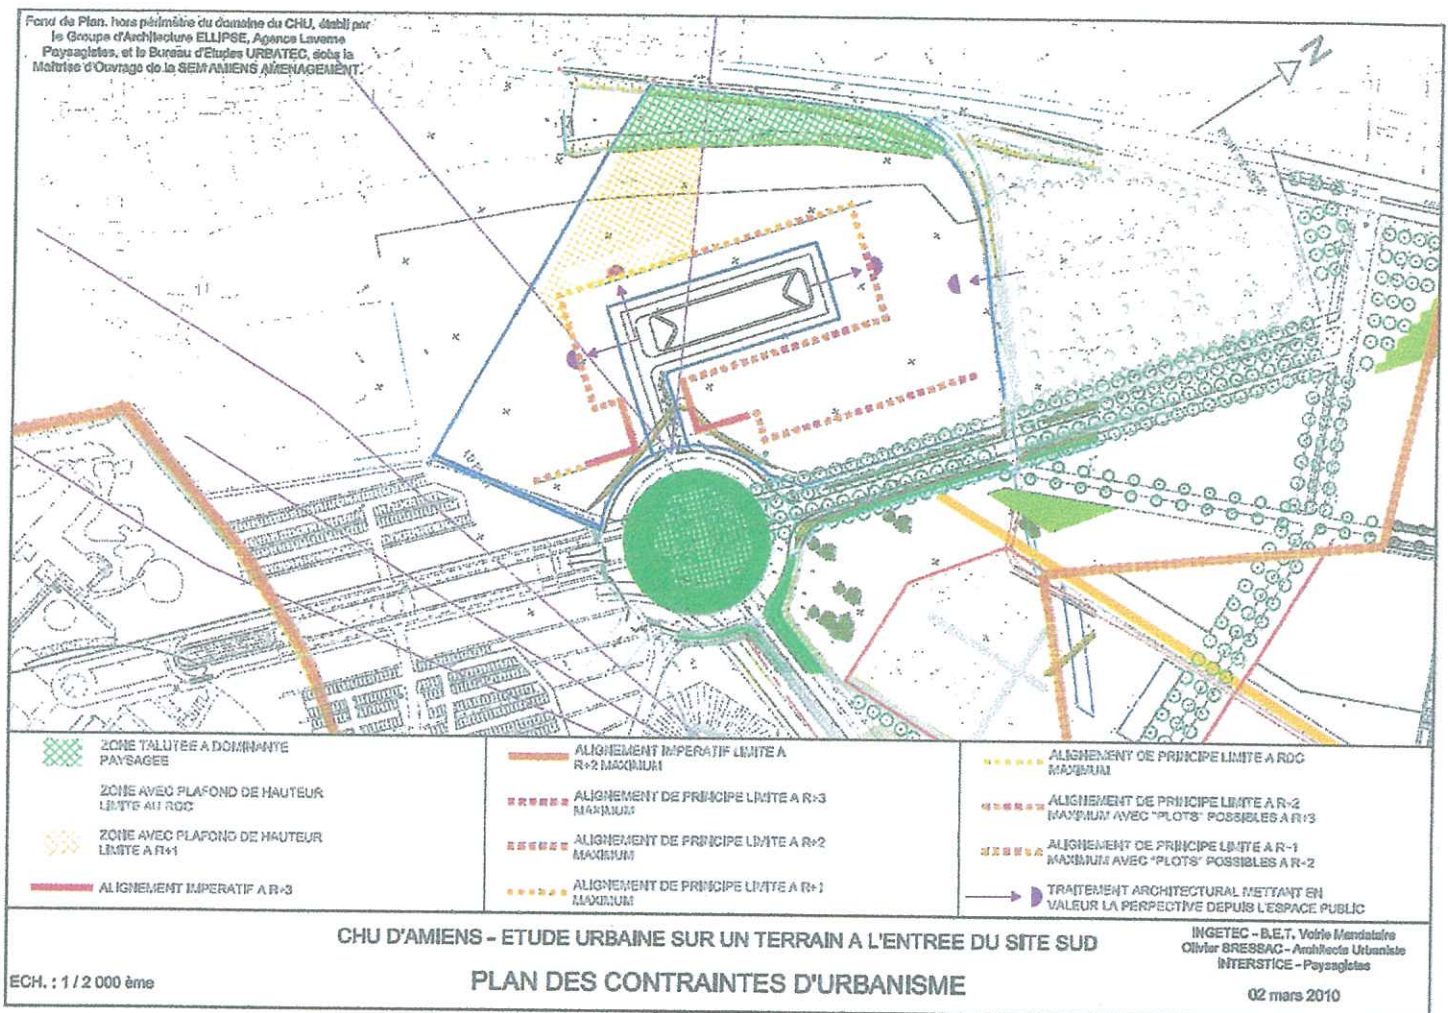 Fond de Plan, hors périmètre du domaine du CHU, établi par
le Groupe d'Architecture ELLIPSE, Agence Laverne
Paysagistes, et le Bureau d'Etudes URBATEC, sous la
Maîtrise d'Ouvrage de la SEM AMIENS AMENAGEMENT.
N
ZONE TALUTEE A DOMINANTE
PAYSAGEE
ZONE AVEC PLAFOND DE HAUTEUR
LIMITE AU RDC
ZONE AVEC PLAFOND DE HAUTEUR
LIMITE A R+1
ALIGNEMENT IMPERATIF A R+3
ALIGNEMENT IMPERATIF LIMITE A
R+2 MAXIMUM
ALIGNEMENT DE PRINCIPE LIMITE A R+3
MAXIMUM
ALIGNEMENT DE PRINCIPE LIMITE A R+2
MAXIMUM
ALIGNEMENT DE PRINCIPE LIMITE A R+1
MAXIMUM
ALIGNEMENT DE PRINCIPE LIMITE A RDC
MAXIMUM
ALIGNEMENT DE PRINCIPE LIMITE A R+2
MAXIMUM AVEC "PLOTS" POSSIBLES A R+3
ALIGNEMENT DE PRINCIPE LIMITE A R+1
MAXIMUM AVEC "PLOTS" POSSIBLES A R+2
TRAITEMENT ARCHITECTURAL METTANT EN
VALEUR LA PERSPECTIVE DEPUIS L'ESPACE PUBLIC
CHU D'AMIENS - ETUDE URBAINE SUR UN TERRAIN A L'ENTREE DU SITE SUD
PLAN DES CONTRAINTES D'URBANISME
ECH. : 1 / 2 000 ème
INGETEC - B.E.T. Voirie Mandataire
Olivier BRESSAC - Architecte Urbaniste
INTERSTICE - Paysagistes
02 mars 2010